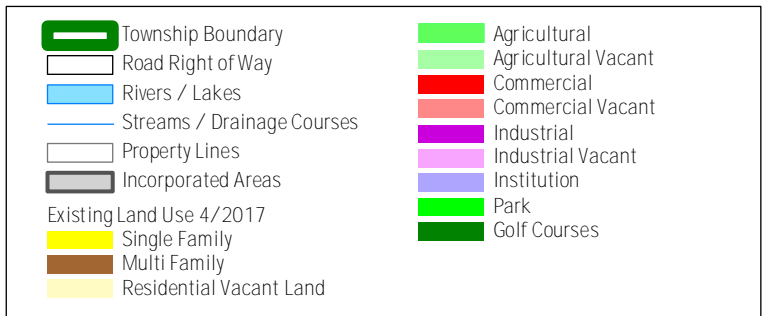 Township Boundary
Road Right of Way
Rivers / Lakes
Streams / Drainage Courses
Property Lines
Incorporated Areas
Existing Land Use 4/2017
Single Family
Multi Family
Residential Vacant Land
Agricultural
Agricultural Vacant
Commercial
Commercial Vacant
Industrial
Industrial Vacant
Institution
Park
Golf Courses